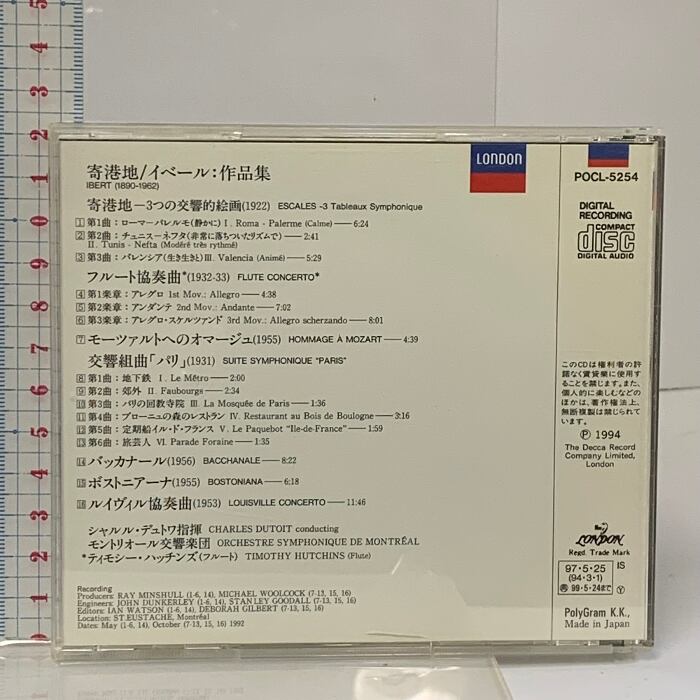 寄港地/イベール：作品集
IBERT (1890-1962)
寄港地－3つの交響的絵画(1922) ESCALES -3 Tableaux Symphonique
1 第1曲：ローマ－パレルモ(静かに) I. Roma - Palerme (Calme)──6:24
2 第2曲：チュニス－ネフタ(非常に落ちついたリズムで)──2:41
II. Tunis - Nefta (Modéré très rythmé)
3 第3曲：バレンシア(生き生きと) III. Valencia (Animé)──5:29
フルート協奏曲*(1932-33) FLUTE CONCERTO*
4 第1楽章：アレグロ 1st Mov.: Allegro──4:38
5 第2楽章：アンダンテ 2nd Mov.: Andante──7:02
6 第3楽章：アレグロ・スケルツァンド 3rd Mov.: Allegro scherzando──8:01
7 モーツァルトへのオマージュ(1955) HOMMAGE À MOZART──4:39
交響組曲「パリ」(1931) SUITE SYMPHONIQUE "PARIS"
8 第1曲：地下鉄 I. Le Métro──2:00
9 第2曲：郊外 II. Faubourgs──2:34
10 第3曲：パリの回教寺院 III. La Mosquée de Paris──1:36
11 第4曲：ブローニュの森のレストラン IV. Restaurant au Bois de Boulogne──3:16
12 第5曲：定期船イル・ド・フランス V. Le Paquebot "Ile-de-France"──1:59
13 第6曲：旅芸人 VI. Parade Foraine──1:35
14 バッカナール(1956) BACCHANALE──8:22
15 ボストニアーナ(1955) BOSTONIANA──6:18
16 ルイヴィル協奏曲(1953) LOUISVILLE CONCERTO──11:46
シャルル・デュトワ指揮 CHARLES DUTOIT conducting
モントリオール交響楽団 ORCHESTRE SYMPHONIQUE DE MONTRÉAL
*ティモシー・ハッチンズ(フルート) TIMOTHY HUTCHINS (Flute)
Recording
Producers: RAY MINSHULL (1-6, 14), MICHAEL WOOLCOCK (7-13, 15, 16)
Engineers: JOHN DUNKERLEY (1-6, 14), STANLEY GOODALL (7-13, 15, 16)
Editors: IAN WATSON (1-6, 14), DEBORAH GILBERT (7-13, 15, 16)
Location: ST.EUSTACHE, Montréal
Dates: May (1-6, 14), October (7-13, 15, 16) 1992
LONDON
POCL-5254
DIGITAL
RECORDING
COMPACT
disc
DIGITAL AUDIO
このCDは権利者の許
諾なく賃貸業に使用す
ることを禁じます。また、
個人的に楽しむなどの
ほかは、著作権法上、
無断複製は禁じられて
います。
Ⓟ 1994
The Decca Record
Company Limited,
London
LONDON
Regd. Trade Mark
97·5·25
(94·3·1)
再99·5·24まで
IS
Ⓨ
PolyGram K.K.,
Made in Japan